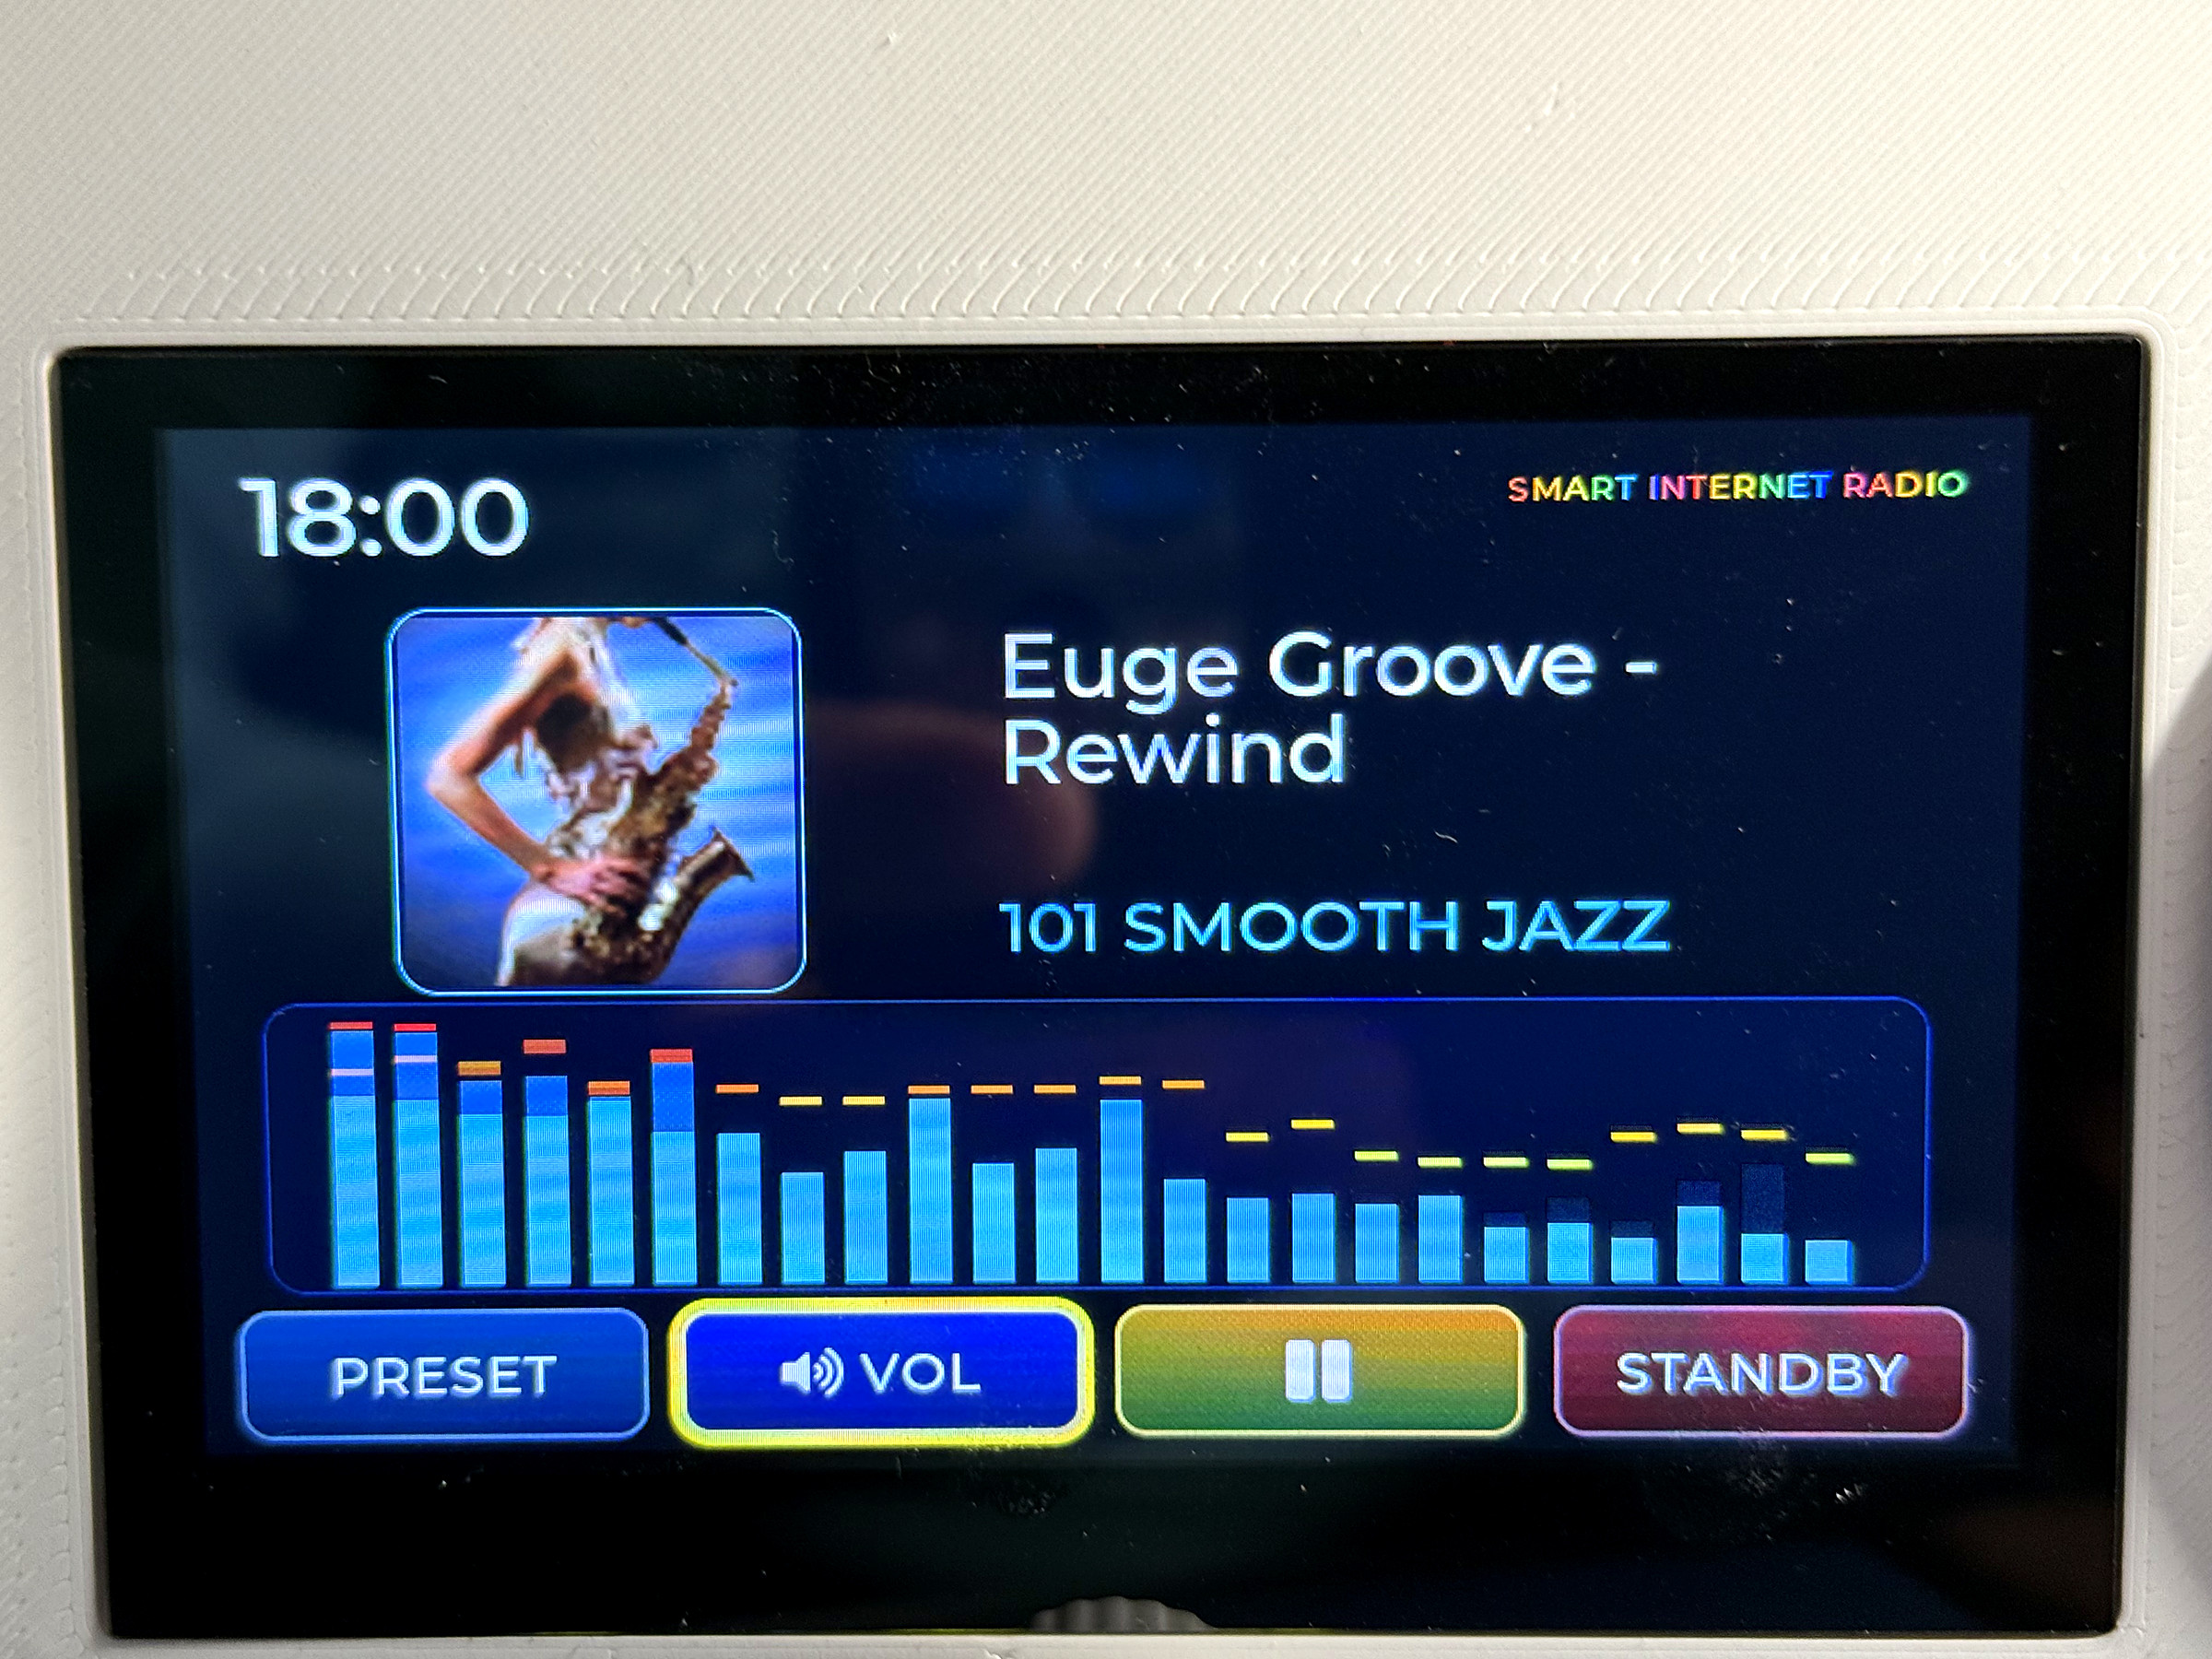 18:00
SMART INTERNET RADIO
Euge Groove -
Rewind
101 SMOOTH JAZZ
PRESET
VOL
STANDBY